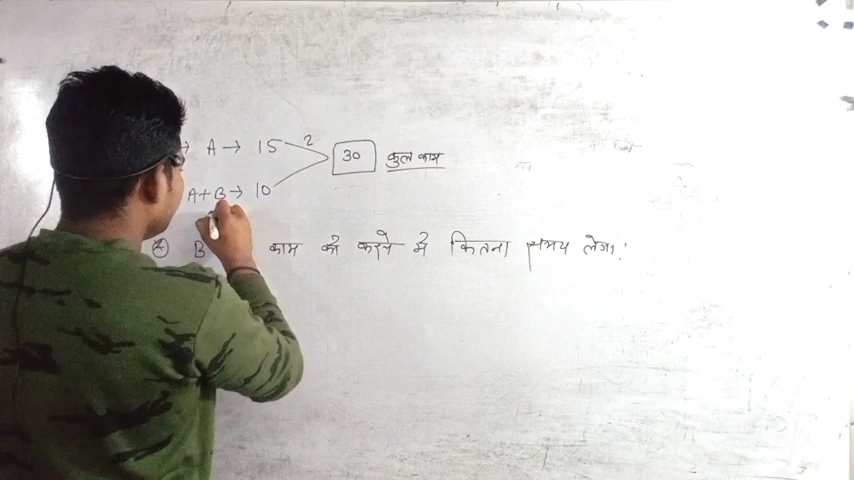 → A → 15 2 30 कुल काम
A+B → 10
B काम को करने में कितना समय लेगा!